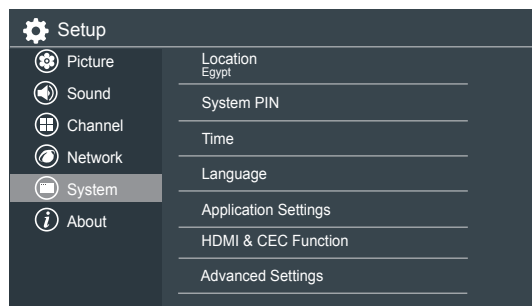 Setup
Picture
Sound
Channel
Network
System
About
Location
Egypt
System PIN
Time
Language
Application Settings
HDMI & CEC Function
Advanced Settings